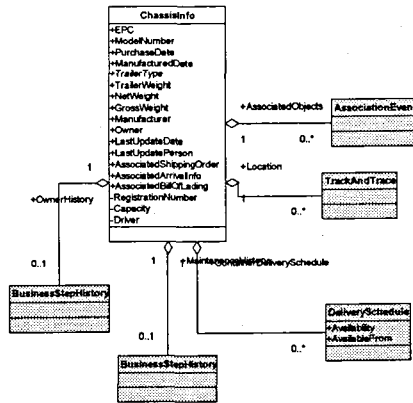 ChassisInfo
+EPC
+ModelNumber
+PurchaseDate
+ManufacturedDate
+TrailerType
+TrailerWeight
+NetWeight
+GrossWeight
+Manufacturer
+Owner
+LastUpdateDate
+LastUpdatePerson
+AssociatedShippingOrder
+AssociatedArriveInfo
+AssociatedBillOfLading
-RegistrationNumber
-Capacity
-Driver
+AssociatedObjects
1
0..*
AssociationEven
+Location
1
0..*
TrackAndTrace
1
+OwnerHistory
0..1
BusinessStepHistory
1
0..1
BusinessStepHistory
1
0..*
DeliverySchedule
+Availability
+AvailableFrom